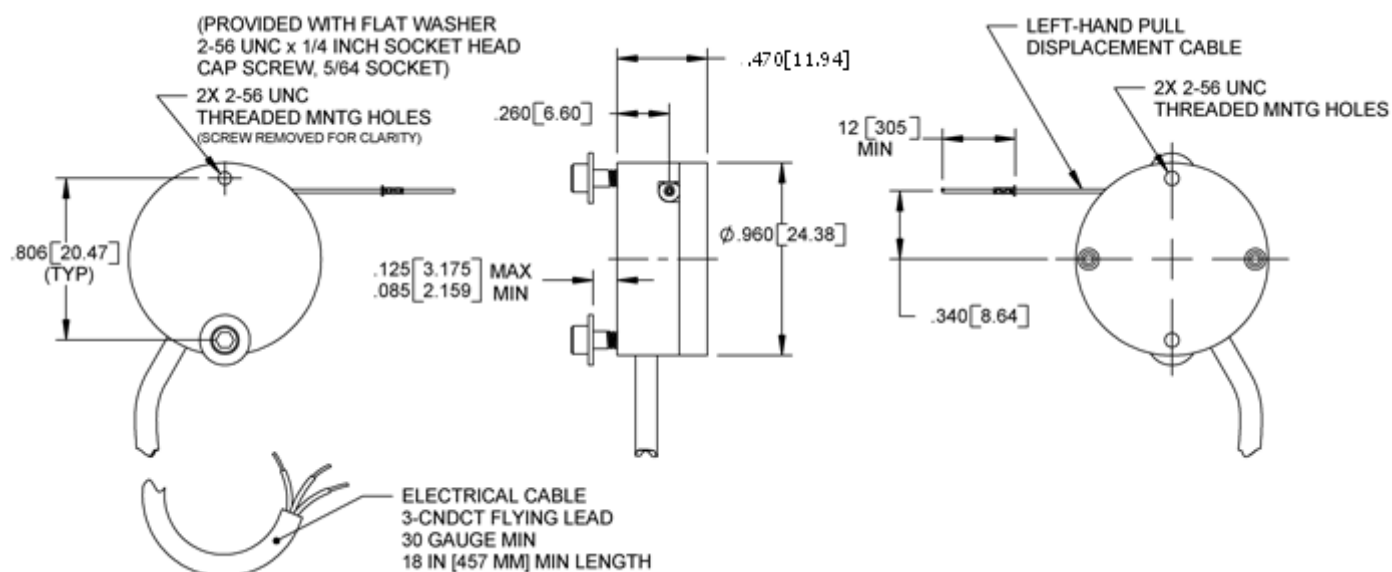 (PROVIDED WITH FLAT WASHER
2-56 UNC x 1/4 INCH SOCKET HEAD
CAP SCREW, 5/64 SOCKET)
2X 2-56 UNC
THREADED MNTG HOLES
(SCREW REMOVED FOR CLARITY)
.806[20.47]
(TYP)
.470[11.94]
.260[6.60]
Ø.960[24.38]
.125[3.175] MAX
.085[2.159] MIN
LEFT-HAND PULL
DISPLACEMENT CABLE
2X 2-56 UNC
THREADED MNTG HOLES
12 [305]
MIN
.340[8.64]
ELECTRICAL CABLE
3-CNDCT FLYING LEAD
30 GAUGE MIN
18 IN [457 MM] MIN LENGTH